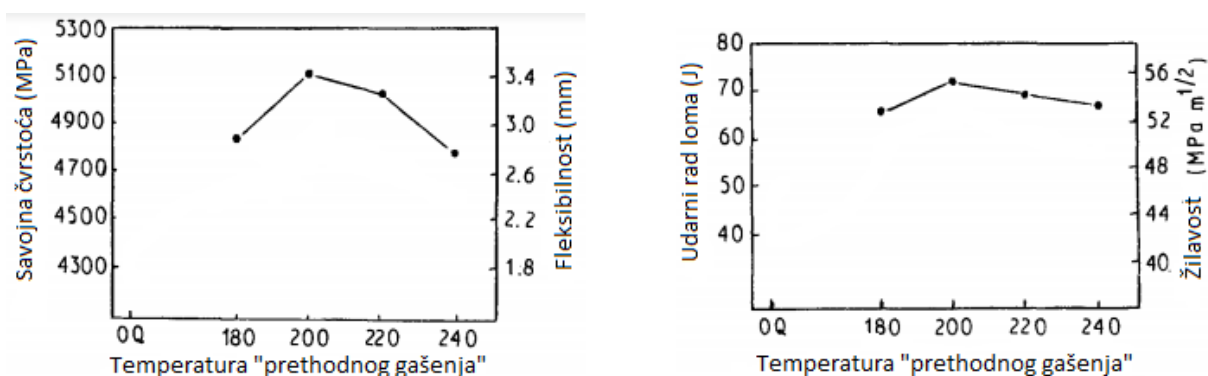 Savojna čvrstoća (MPa)
5300
5100
4900
4700
4500
4300
3.4
3.0
2.6
2.2
1.8
Fleksibilnost (mm)
OQ 180 200 220 240
Temperatura "prethodnog gašenja"
Udarni rad loma (J)
80
70
60
50
40
56
52
48
44
40
Žilavost (MPa m1/2)
OQ 180 200 220 240
Temperatura "prethodnog gašenja"